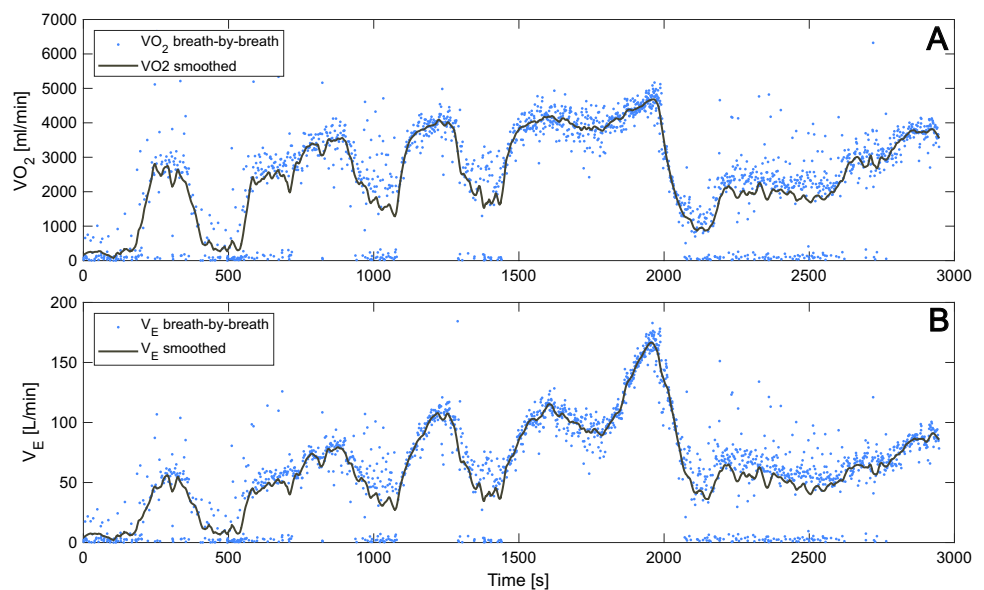 A
VO2 breath-by-breath
VO2 smoothed
VO2 [ml/min]
7000
6000
5000
4000
3000
2000
1000
0
0 500 1000 1500 2000 2500 3000
B
VE breath-by-breath
VE smoothed
VE [L/min]
200
150
100
50
0
0 500 1000 1500 2000 2500 3000
Time [s]